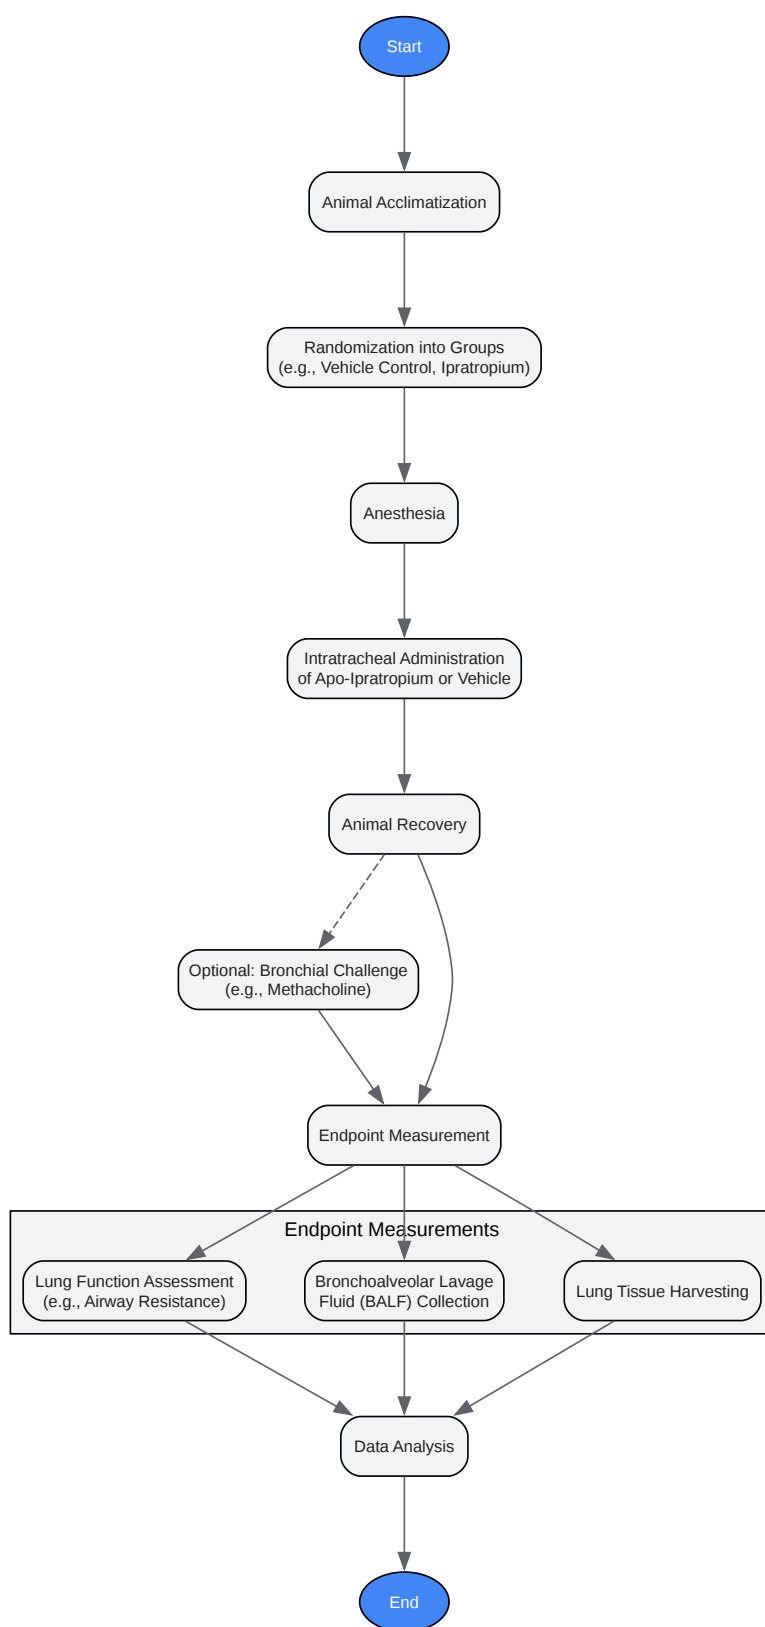 Start
Animal Acclimatization
Randomization into Groups
(e.g., Vehicle Control, Ipratropium)
Anesthesia
Intratracheal Administration
of Apo-Ipratropium or Vehicle
Animal Recovery
Optional: Bronchial Challenge
(e.g., Methacholine)
Endpoint Measurement
Endpoint Measurements
Lung Function Assessment
(e.g., Airway Resistance)
Bronchoalveolar Lavage
Fluid (BALF) Collection
Lung Tissue Harvesting
Data Analysis
End